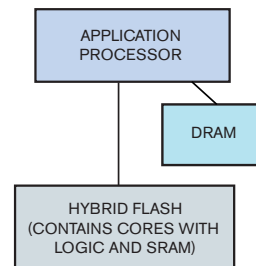 APPLICATION
PROCESSOR
DRAM
HYBRID FLASH
(CONTAINS CORES WITH
LOGIC AND SRAM)